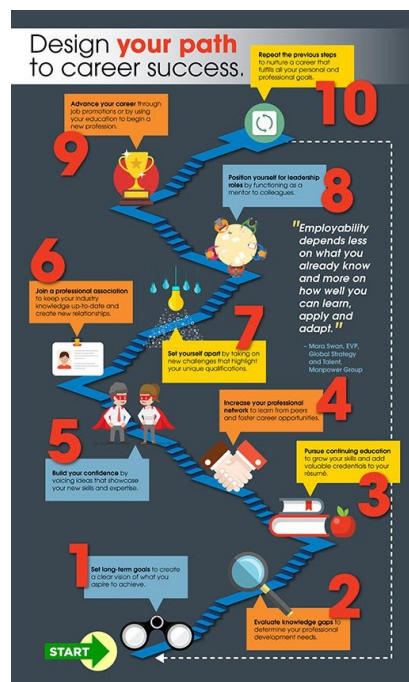 Design your path
to career success.
Repeat the previous steps
to nurture a career that
fulfills all your personal and
professional goals.
10
Advance your career through
job promotions or by using
your education to begin a
new profession.
9
Position yourself for leadership
roles by functioning as a
mentor to colleagues.
8
"Employability
depends less
on what you
already know
and more on
how well you
can learn,
apply and
adapt."
– Mara Swan, EVP,
Global Strategy
and Talent,
Manpower Group
6
Join a professional association
to keep your industry
knowledge up-to-date and
create new relationships.
7
Set yourself apart by taking on
new challenges that highlight
your unique qualifications.
Increase your professional
network to learn from peers
and foster career opportunities.
4
5
Build your confidence by
voicing ideas that showcase
your new skills and expertise.
Pursue continuing education
to grow your skills and add
valuable credentials to your
résumé.
3
1
Set long-term goals to create
a clear vision of what you
aspire to achieve.
2
Evaluate knowledge gaps to
determine your professional
development needs.
START